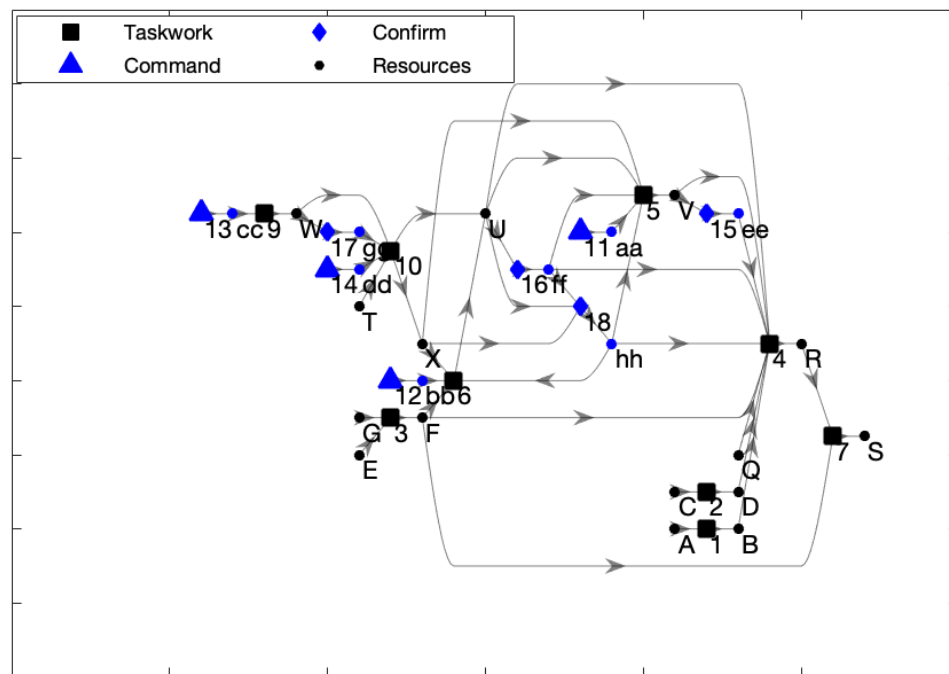 Taskwork Confirm
Command Resources
5 V
13 cc 9 W U 15 ee
17 gg 10 11 aa
14 dd 16 ff
T 18
X hh 4 R
12 bb 6
G 3 F
E Q 7 S
C 2 D
A 1 B